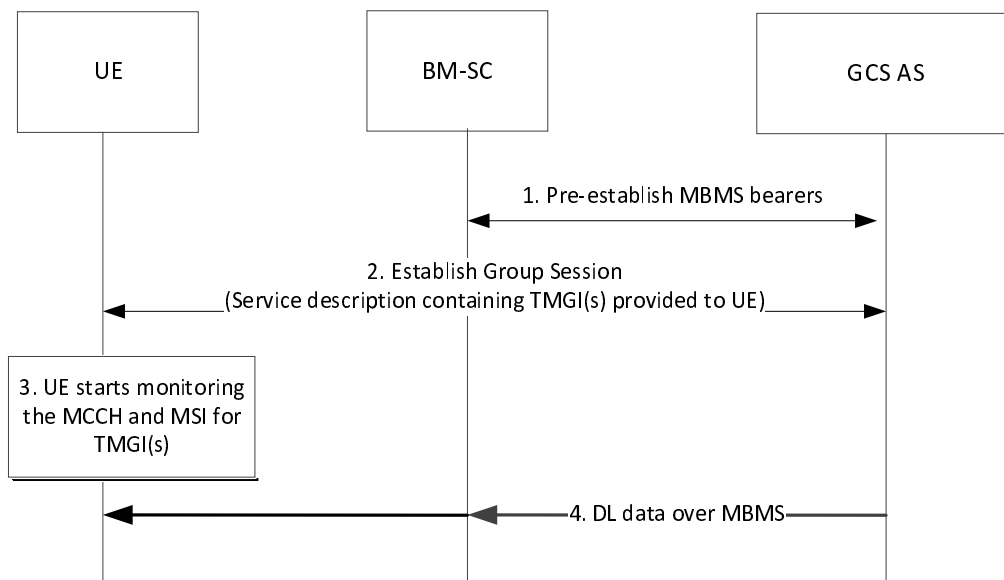 UE
BM-SC
GCS AS
1. Pre-establish MBMS bearers
2. Establish Group Session
(Service description containing TMGI(s) provided to UE)
3. UE starts monitoring
the MCCH and MSI for
TMGI(s)
4. DL data over MBMS